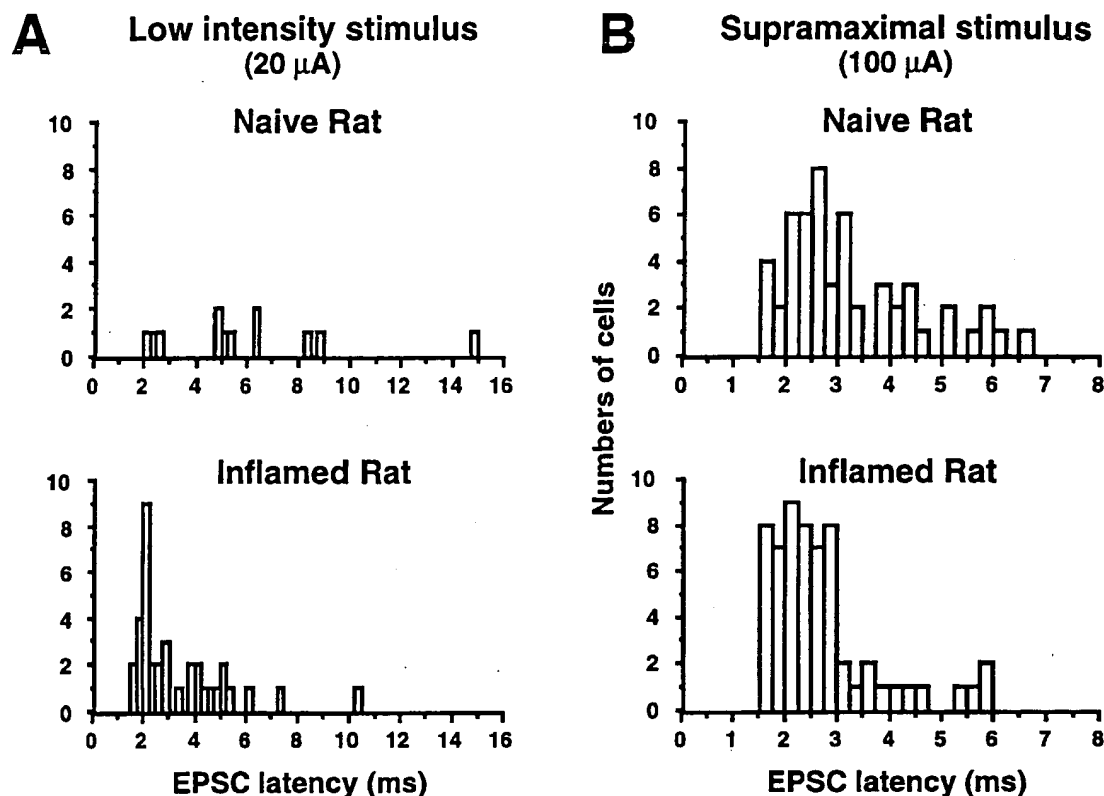 A
Low intensity stimulus
(20 µA)
Naive Rat
10
8
6
4
2
0
0 2 4 6 8 10 12 14 16
Inflamed Rat
10
8
6
4
2
0
0 2 4 6 8 10 12 14 16
EPSC latency (ms)
B
Supramaximal stimulus
(100 µA)
Numbers of cells
Naive Rat
10
8
6
4
2
0
0 1 2 3 4 5 6 7 8
Inflamed Rat
10
8
6
4
2
0
0 1 2 3 4 5 6 7 8
EPSC latency (ms)